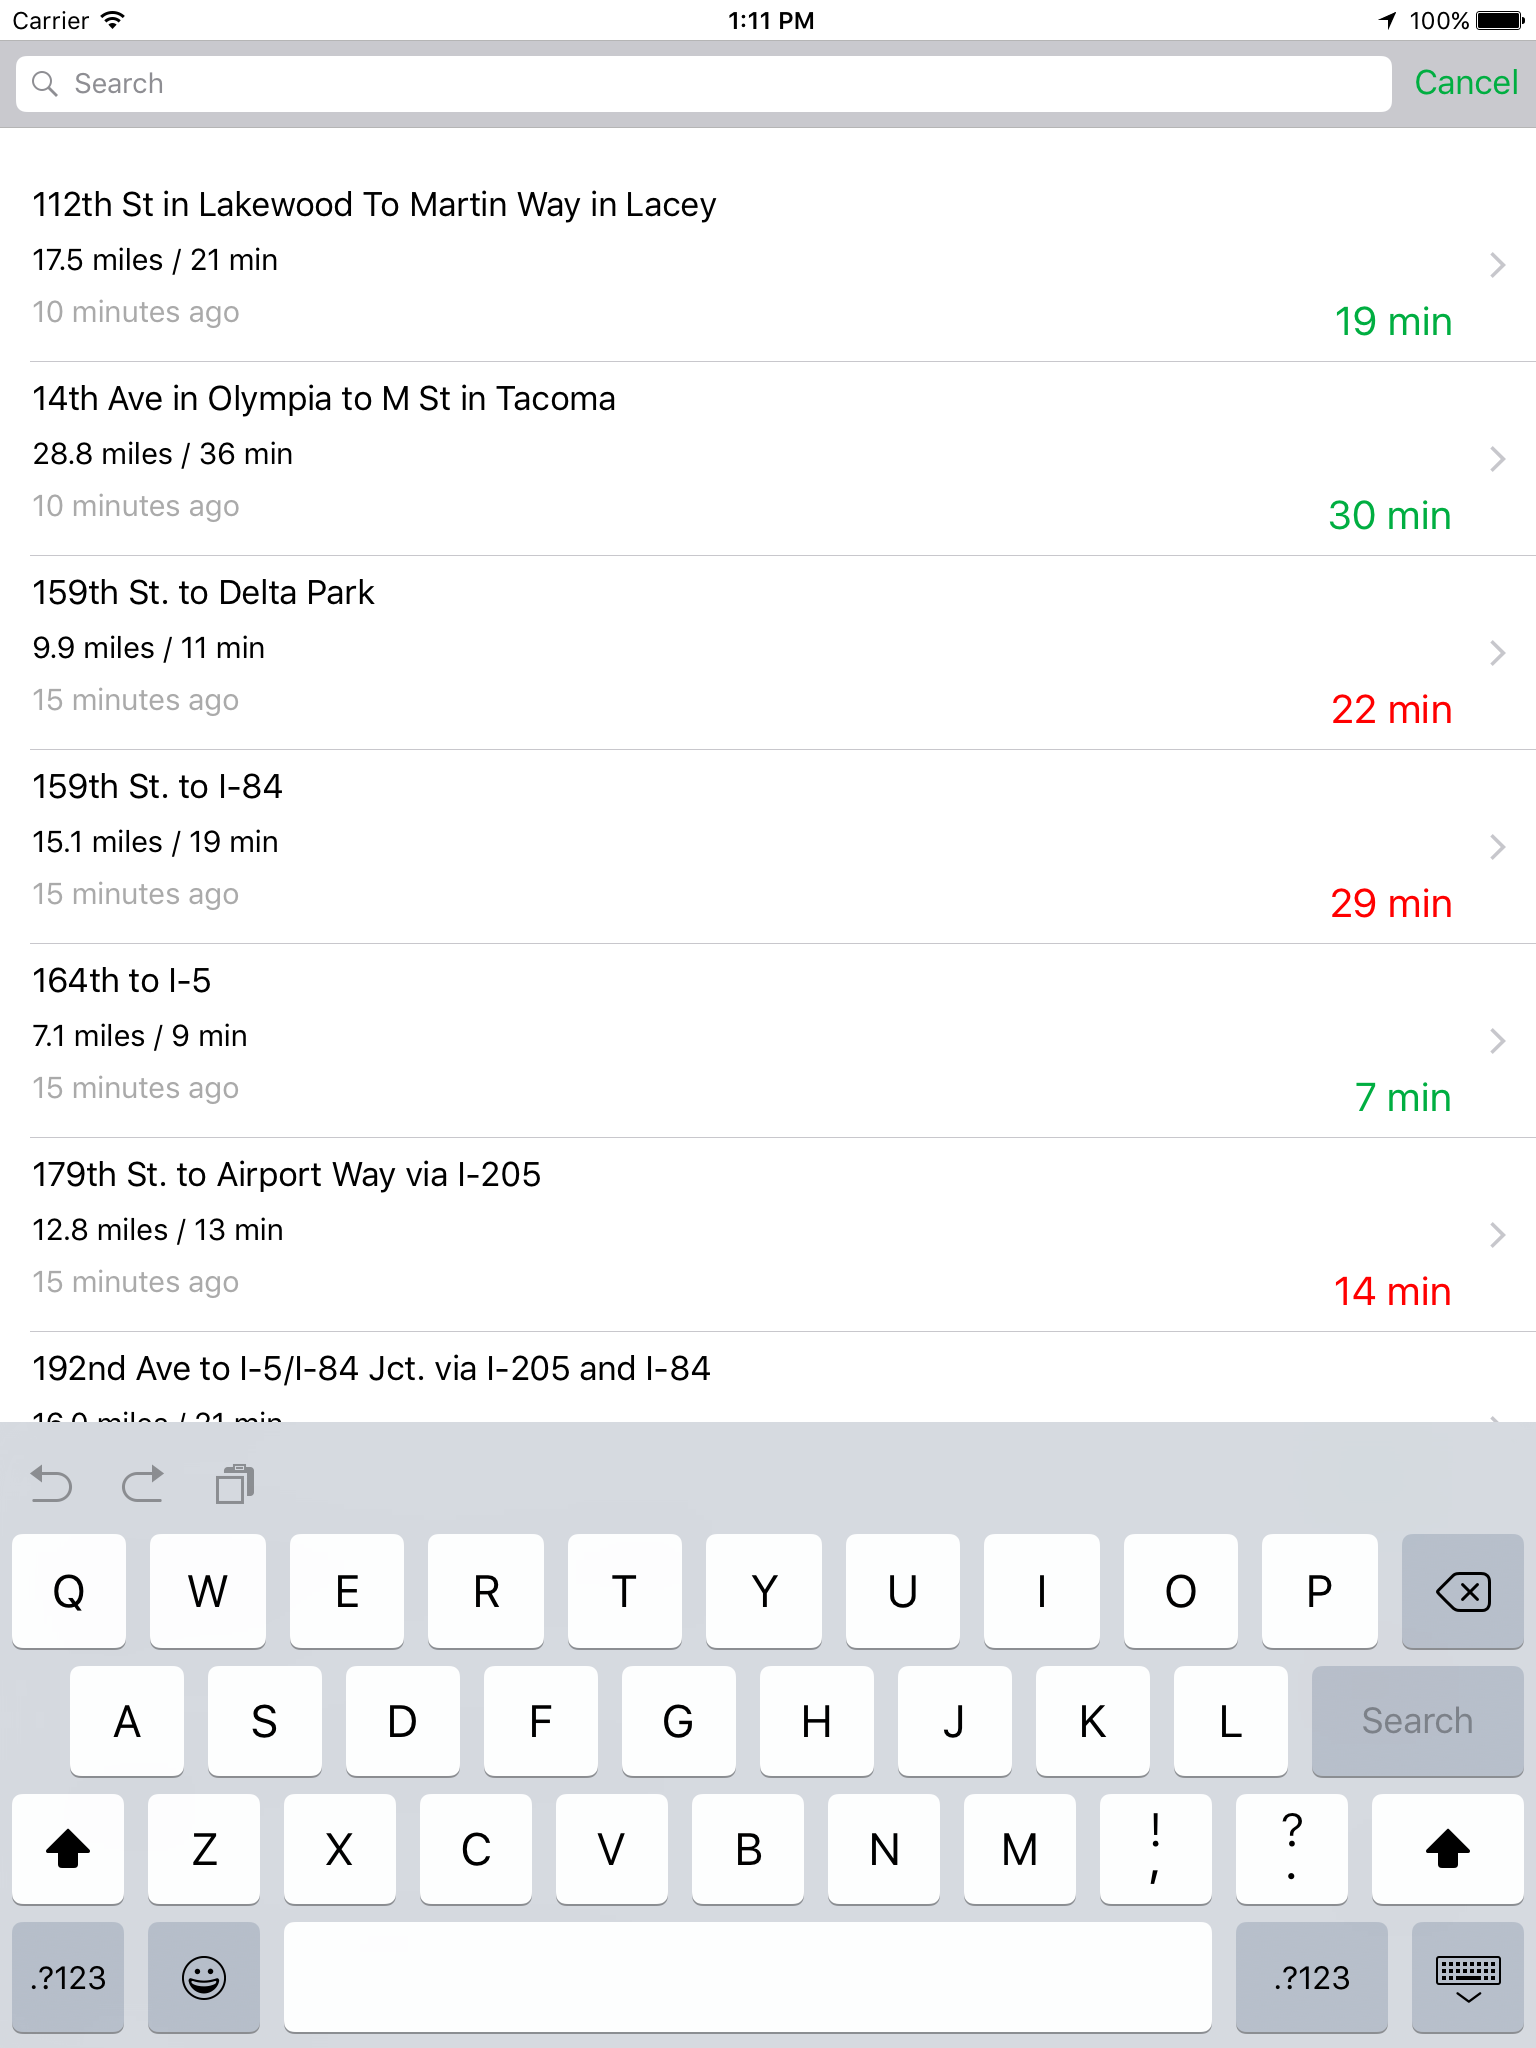 Carrier 1:11 PM 100%
Search Cancel
112th St in Lakewood To Martin Way in Lacey
17.5 miles / 21 min
10 minutes ago
19 min
14th Ave in Olympia to M St in Tacoma
28.8 miles / 36 min
10 minutes ago
30 min
159th St. to Delta Park
9.9 miles / 11 min
15 minutes ago
22 min
159th St. to I-84
15.1 miles / 19 min
15 minutes ago
29 min
164th to I-5
7.1 miles / 9 min
15 minutes ago
7 min
179th St. to Airport Way via I-205
12.8 miles / 13 min
15 minutes ago
14 min
192nd Ave to I-5/I-84 Jct. via I-205 and I-84
16.0 miles / 21 min
Q W E R T Y U I O P
A S D F G H J K L Search
Z X C V B N M ! , ? .
.?123 .?123